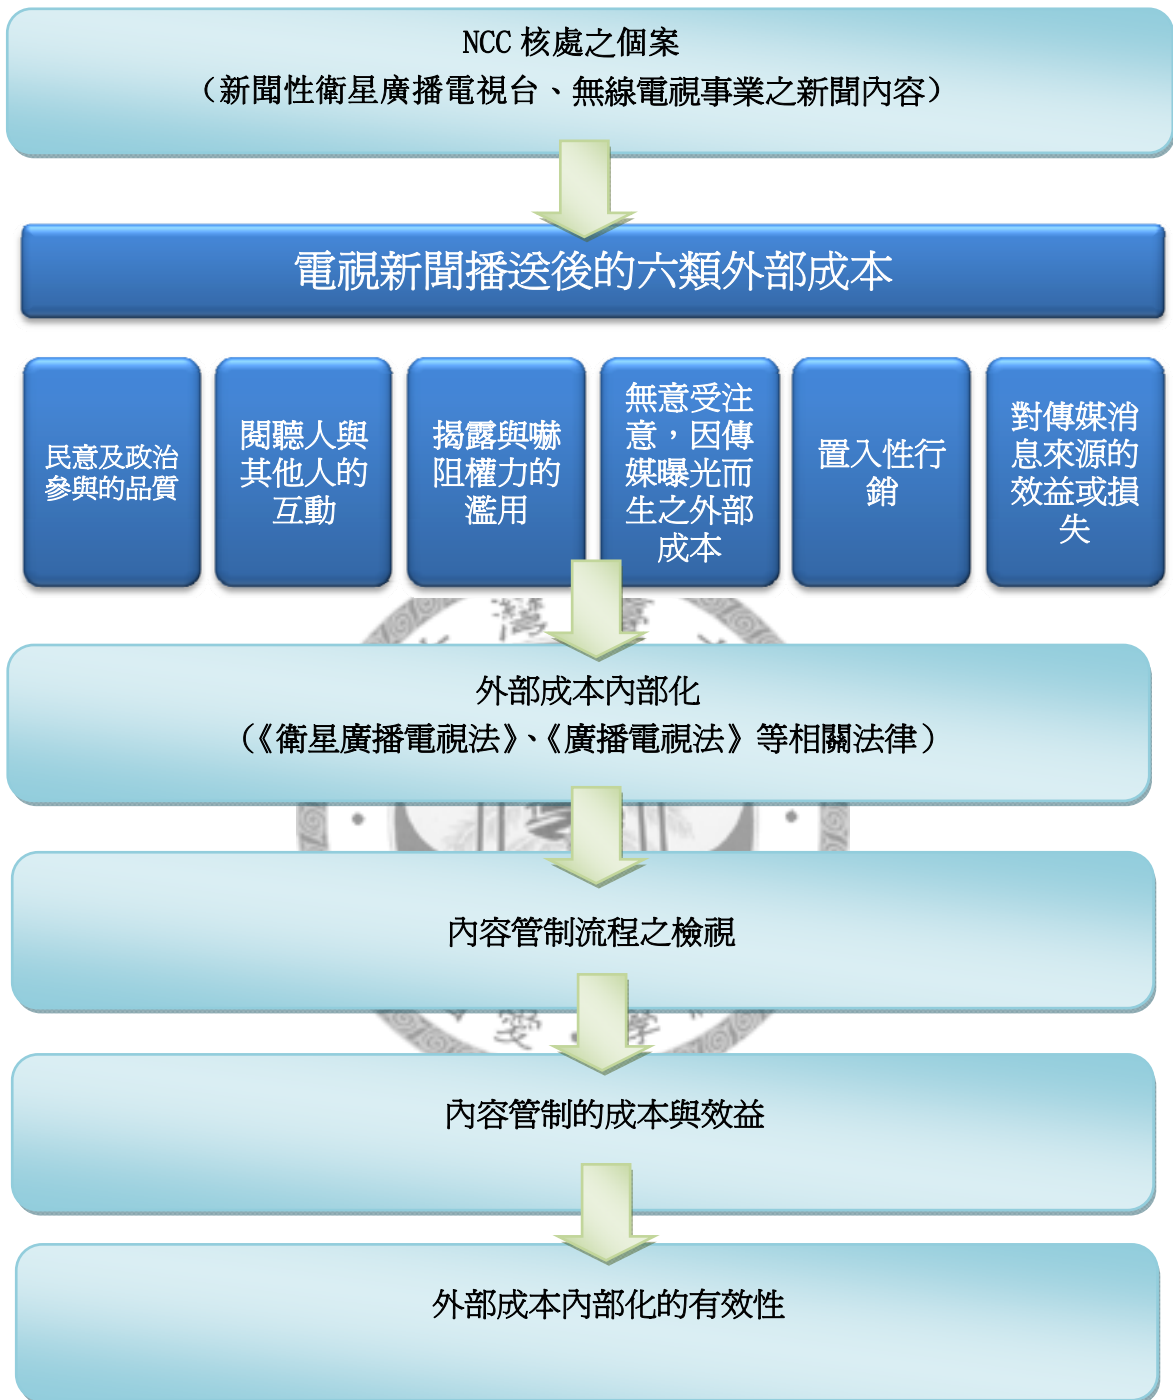 NCC 核處之個案
（新聞性衛星廣播電視台、無線電視事業之新聞內容）
電視新聞播送後的六類外部成本
民意及政治
參與的品質
閱聽人與
其他人的
互動
揭露與嚇
阻權力的
濫用
無意受注
意，因傳
媒曝光而
生之外部
成本
置入性行
銷
對傳媒消
息來源的
效益或損
失
灣
外部成本內部化
（《衛星廣播電視法》、《廣播電視法》等相關法律）
內容管制流程之檢視
愛 學
內容管制的成本與效益
外部成本內部化的有效性